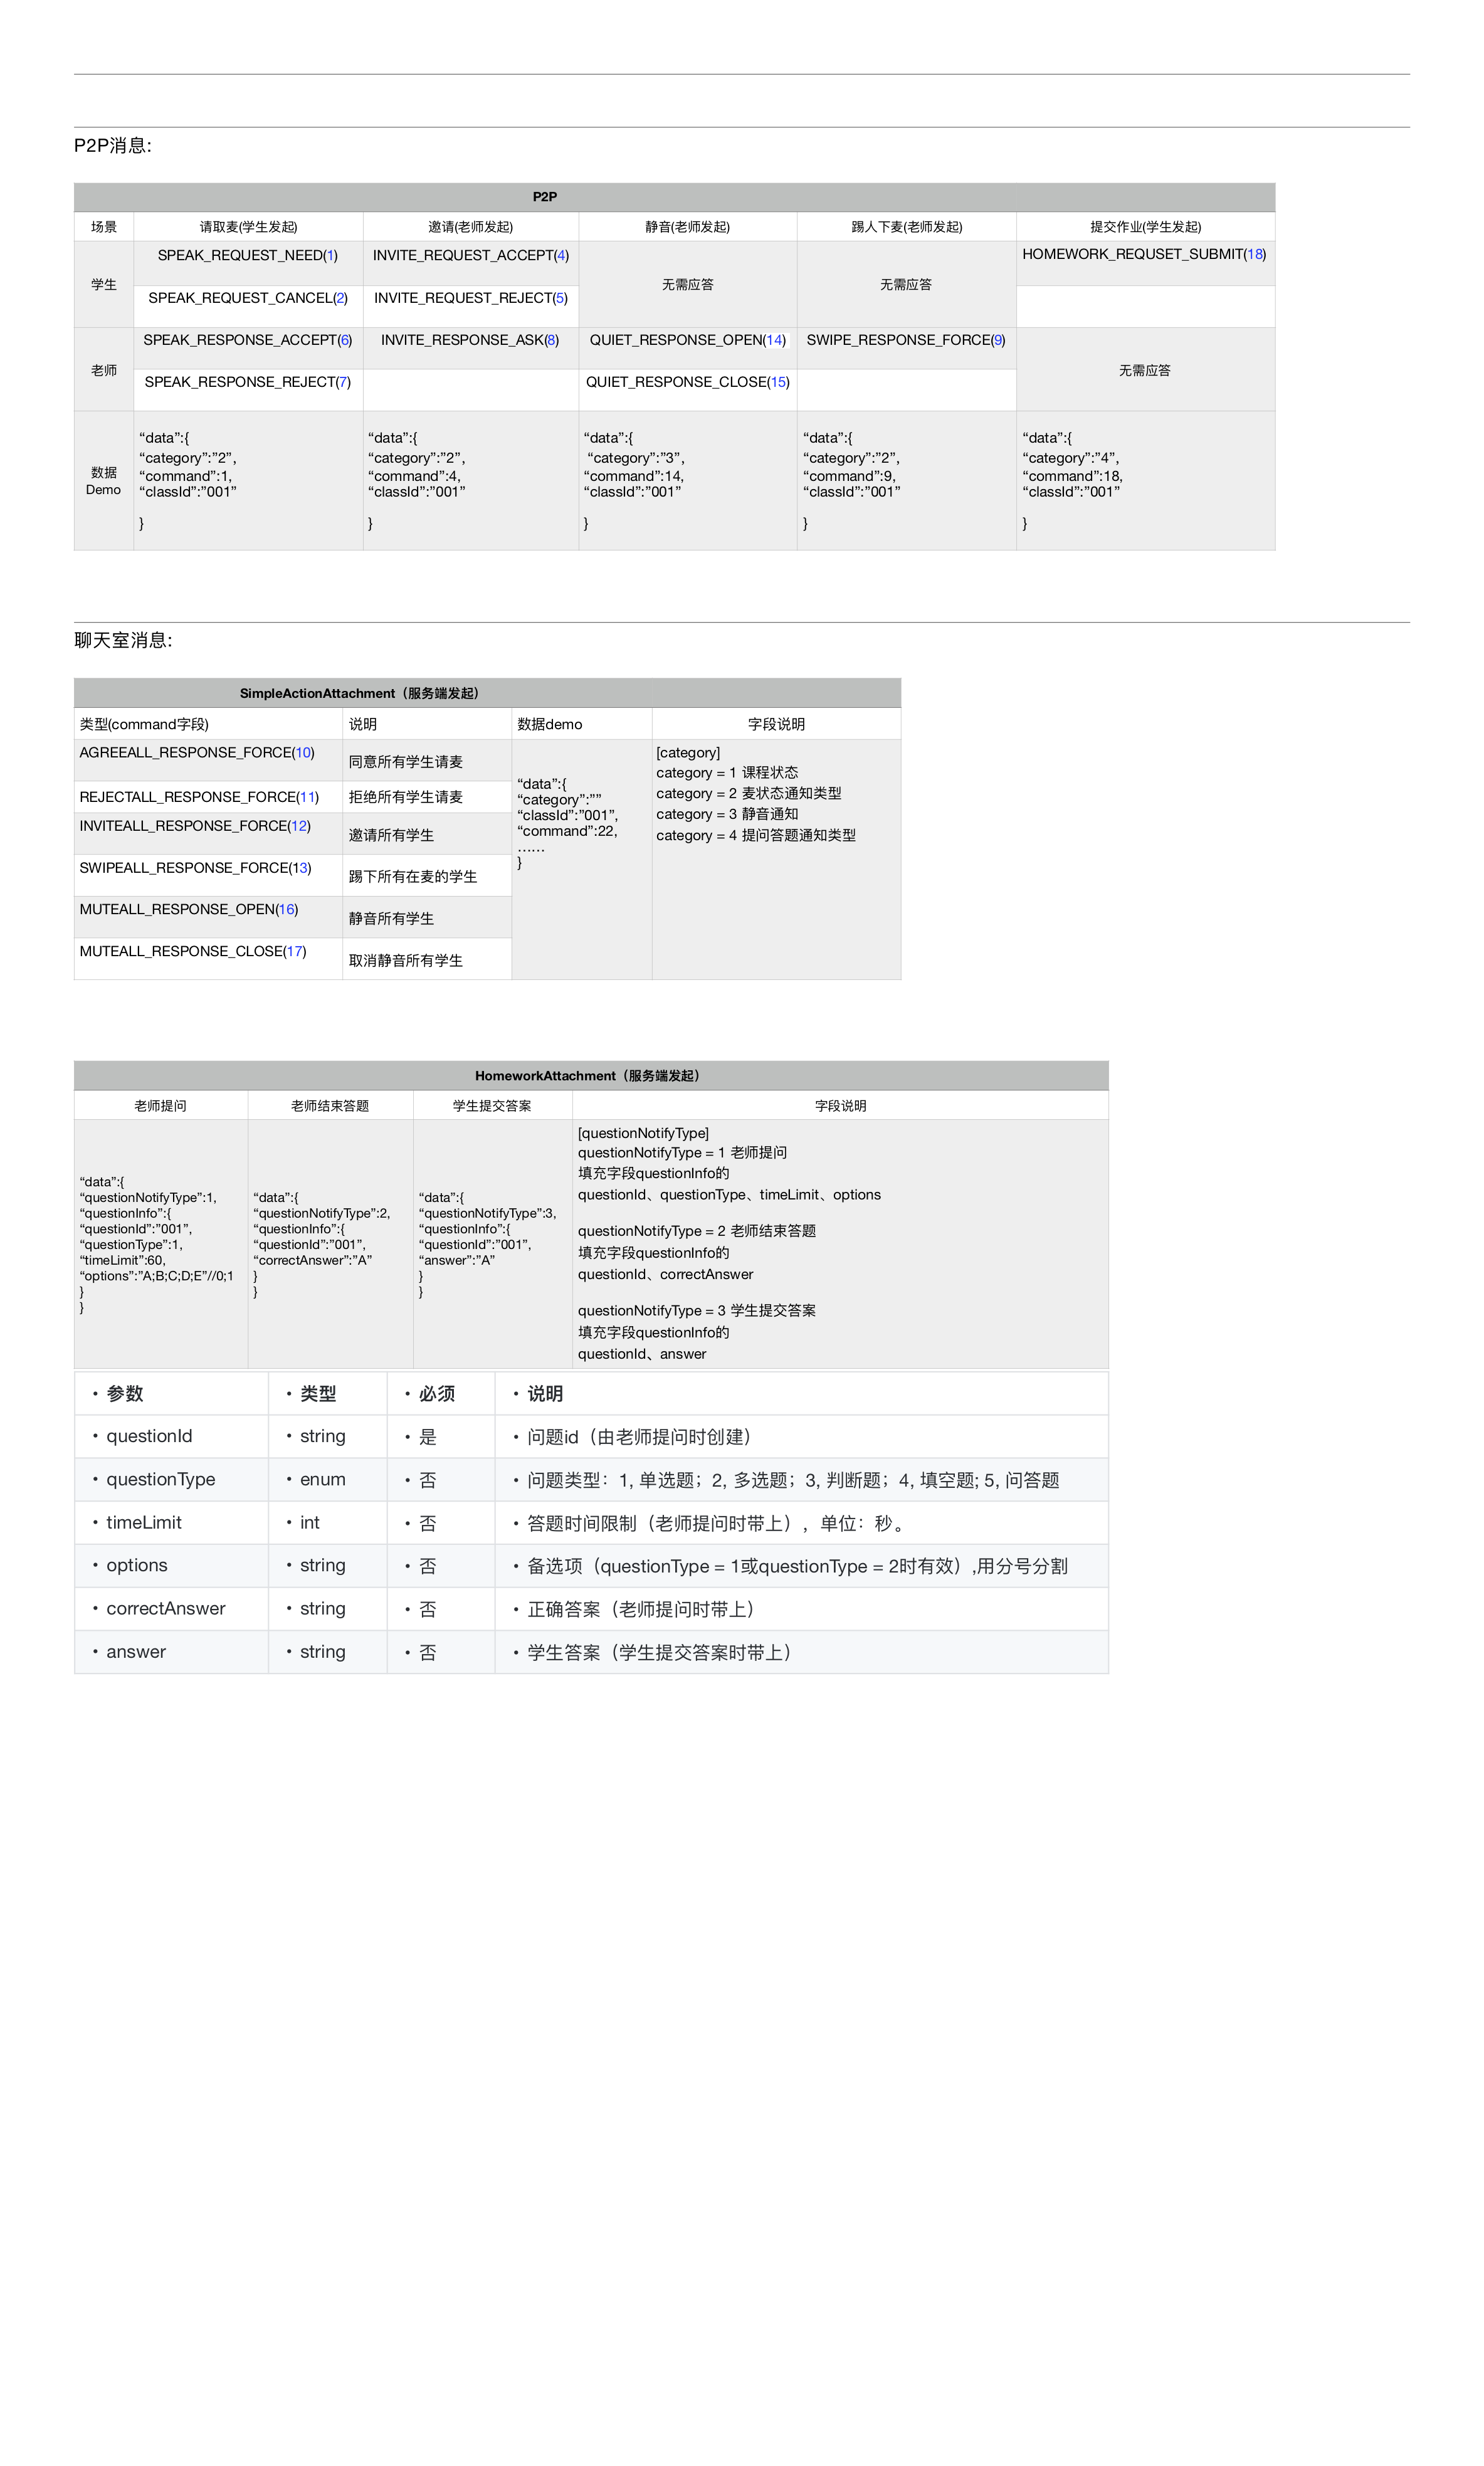 P2P消息:
P2P
场景 请取麦(学生发起) 邀请(老师发起) 静音(老师发起) 踢人下麦(老师发起) 提交作业(学生发起)
学生 SPEAK_REQUEST_NEED(1) INVITE_REQUEST_ACCEPT(4) 无需应答 无需应答 HOMEWORK_REQUSET_SUBMIT(18)
SPEAK_REQUEST_CANCEL(2) INVITE_REQUEST_REJECT(5)
老师 SPEAK_RESPONSE_ACCEPT(6) INVITE_RESPONSE_ASK(8) QUIET_RESPONSE_OPEN(14) SWIPE_RESPONSE_FORCE(9) 无需应答
SPEAK_RESPONSE_REJECT(7) QUIET_RESPONSE_CLOSE(15)
数据
Demo
“data”:{
“category”:”2”,
“command”:1,
“classId”:”001”
}
“data”:{
“category”:”2”,
“command”:4,
“classId”:”001”
}
“data”:{
“category”:”3”,
“command”:14,
“classId”:”001”
}
“data”:{
“category”:”2”,
“command”:9,
“classId”:”001”
}
“data”:{
“category”:”4”,
“command”:18,
“classId”:”001”
}
聊天室消息:
SimpleActionAttachment（服务端发起）
类型(command字段) 说明 数据demo 字段说明
AGREEALL_RESPONSE_FORCE(10) 同意所有学生请麦
REJECTALL_RESPONSE_FORCE(11) 拒绝所有学生请麦
INVITEALL_RESPONSE_FORCE(12) 邀请所有学生
SWIPEALL_RESPONSE_FORCE(13) 踢下所有在麦的学生
MUTEALL_RESPONSE_OPEN(16) 静音所有学生
MUTEALL_RESPONSE_CLOSE(17) 取消静音所有学生
“data”:{
“category”:””
“classId”:”001”,
“command”:22,
……
}
[category]
category = 1 课程状态
category = 2 麦状态通知类型
category = 3 静音通知
category = 4 提问答题通知类型
HomeworkAttachment（服务端发起）
老师提问 老师结束答题 学生提交答案 字段说明
“data”:{
“questionNotifyType”:1,
“questionInfo”:{
“questionId”:”001”,
“questionType”:1,
“timeLimit”:60,
“options”:”A;B;C;D;E”//0;1
}
}
“data”:{
“questionNotifyType”:2,
“questionInfo”:{
“questionId”:”001”,
“correctAnswer”:”A”
}
}
“data”:{
“questionNotifyType”:3,
“questionInfo”:{
“questionId”:”001”,
“answer”:”A”
}
}
[questionNotifyType]
questionNotifyType = 1 老师提问
填充字段questionInfo的
questionId、questionType、timeLimit、options
questionNotifyType = 2 老师结束答题
填充字段questionInfo的
questionId、correctAnswer
questionNotifyType = 3 学生提交答案
填充字段questionInfo的
questionId、answer
• 参数 • 类型 • 必须 • 说明
• questionId • string • 是 • 问题id（由老师提问时创建）
• questionType • enum • 否 • 问题类型：1, 单选题；2, 多选题；3, 判断题；4, 填空题; 5, 问答题
• timeLimit • int • 否 • 答题时间限制（老师提问时带上），单位：秒。
• options • string • 否 • 备选项（questionType = 1或questionType = 2时有效）,用分号分割
• correctAnswer • string • 否 • 正确答案（老师提问时带上）
• answer • string • 否 • 学生答案（学生提交答案时带上）